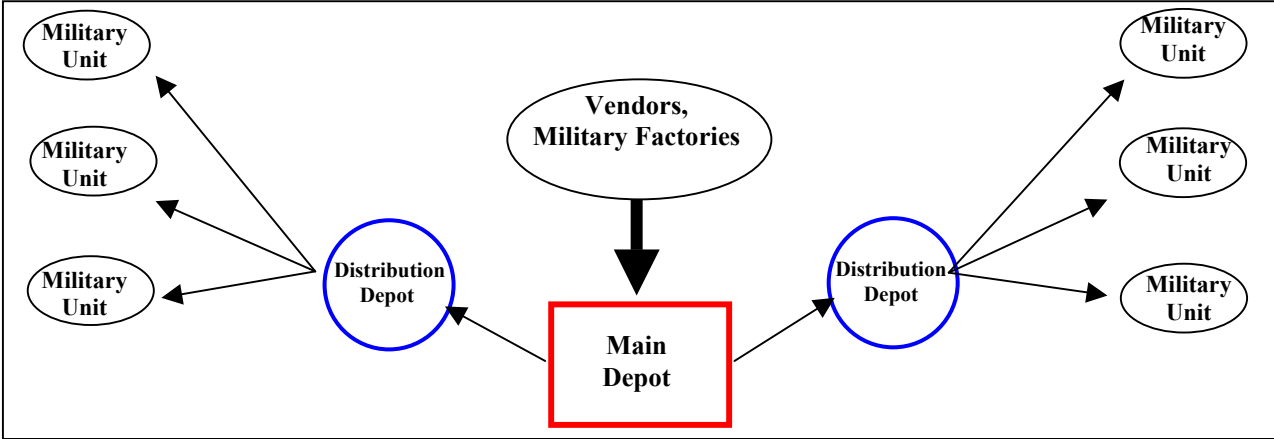 Military
Unit
Military
Unit
Military
Unit
Distribution
Depot
Vendors,
Military Factories
Main
Depot
Distribution
Depot
Military
Unit
Military
Unit
Military
Unit